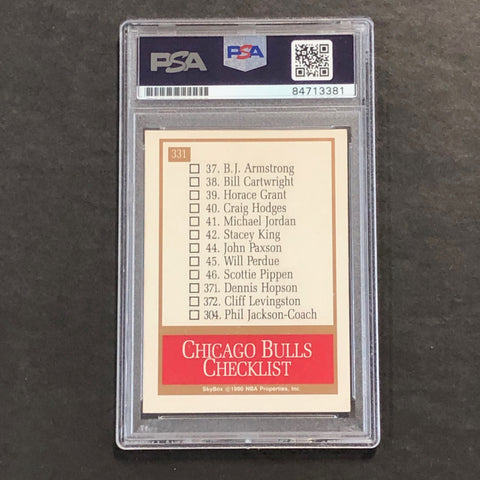 PSA
PSA
84713381
331
37. B.J. Armstrong
38. Bill Cartwright
39. Horace Grant
40. Craig Hodges
41. Michael Jordan
42. Stacey King
44. John Paxson
45. Will Perdue
46. Scottie Pippen
371. Dennis Hopson
372. Cliff Levingston
304. Phil Jackson-Coach
CHICAGO BULLS
CHECKLIST
SkyBox ©1990 NBA Properties, Inc.